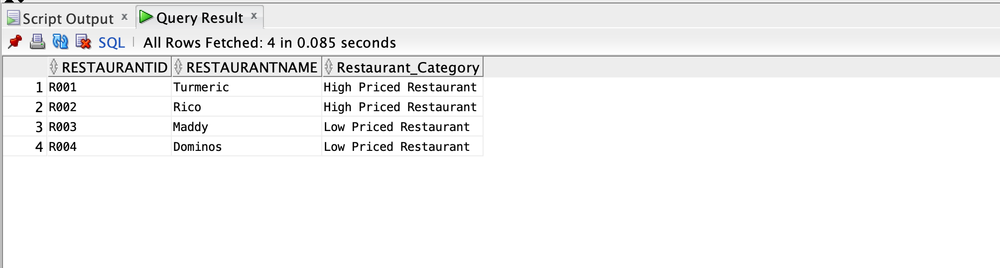 Script Output x Query Result x
SQL All Rows Fetched: 4 in 0.085 seconds
RESTAURANTID RESTAURANTNAME Restaurant_Category
1 R001 Turmeric High Priced Restaurant
2 R002 Rico High Priced Restaurant
3 R003 Maddy Low Priced Restaurant
4 R004 Dominos Low Priced Restaurant